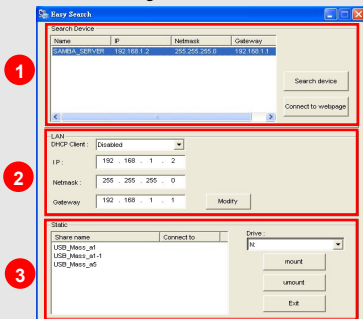 Easy Search
Search Device
Name IP Netmask Gateway
SAMBA_SERVER 192.168.1.2 255.255.255.0 192.168.1.1
Search device
Connect to webpage
1
LAN
DHCP Client : Disabled
IP : 192 . 168 . 1 . 2
Netmask : 255 . 255 . 255 . 0
Gateway 192 . 168 . 1 . 1 Modify
2
Static
Share name Connect to Drive :
USB_Mass_a1 N:
USB_Mass_a1-1
USB_Mass_a5
mount
umount
Exit
3